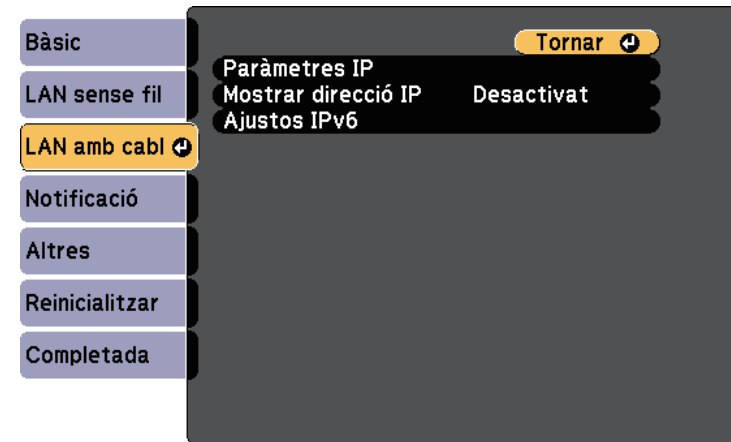 Bàsic
LAN sense fil
LAN amb cabl
Notificació
Altres
Reinicialitzar
Completada
Tornar
Paràmetres IP
Mostrar direcció IP Desactivat
Ajustos IPv6